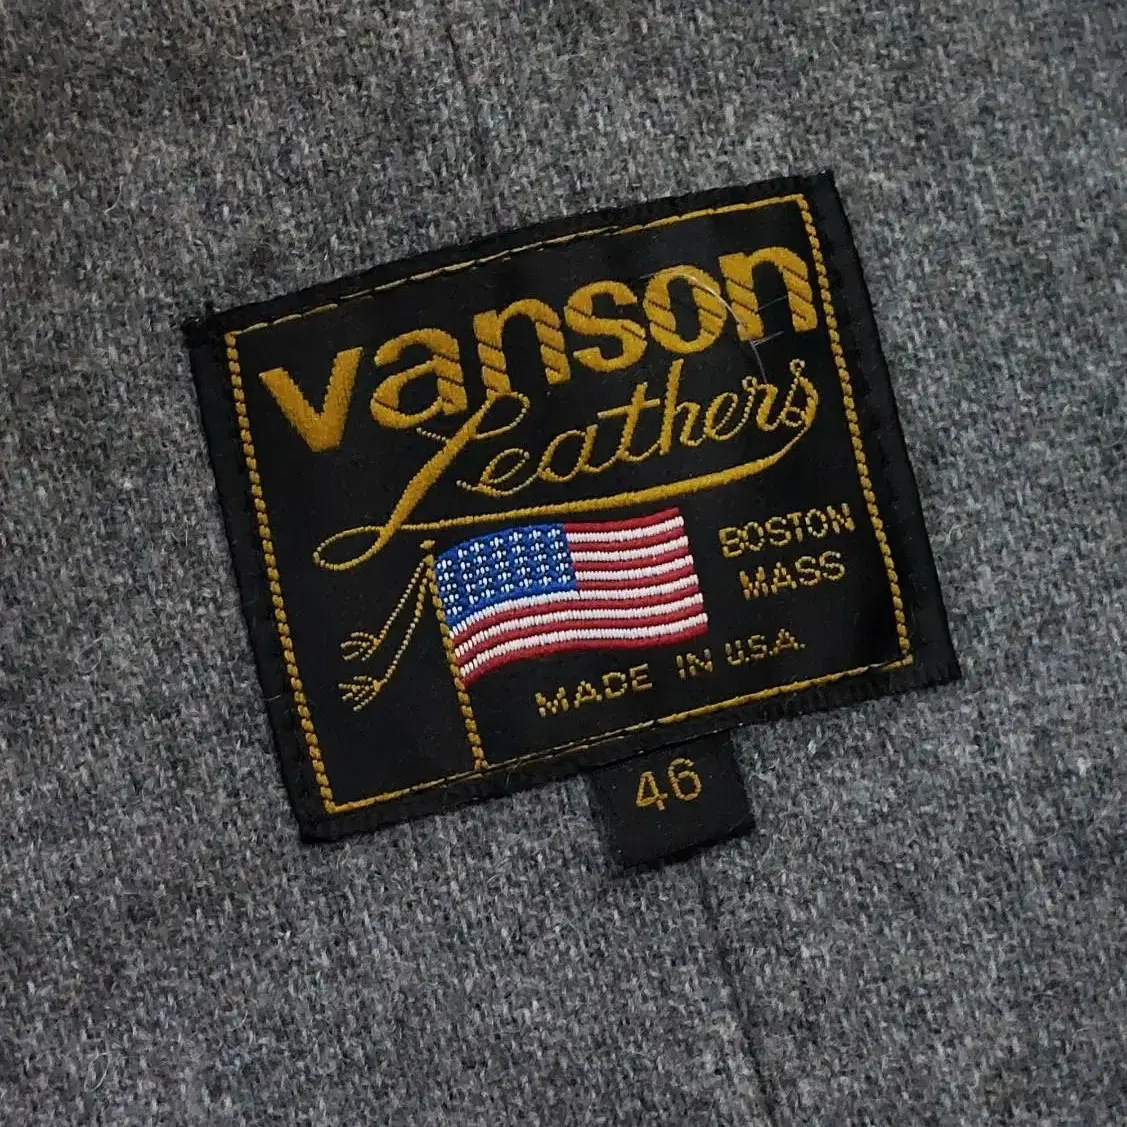 vanson
Leathers
BOSTON
MASS
MADE IN U.S.A.
46